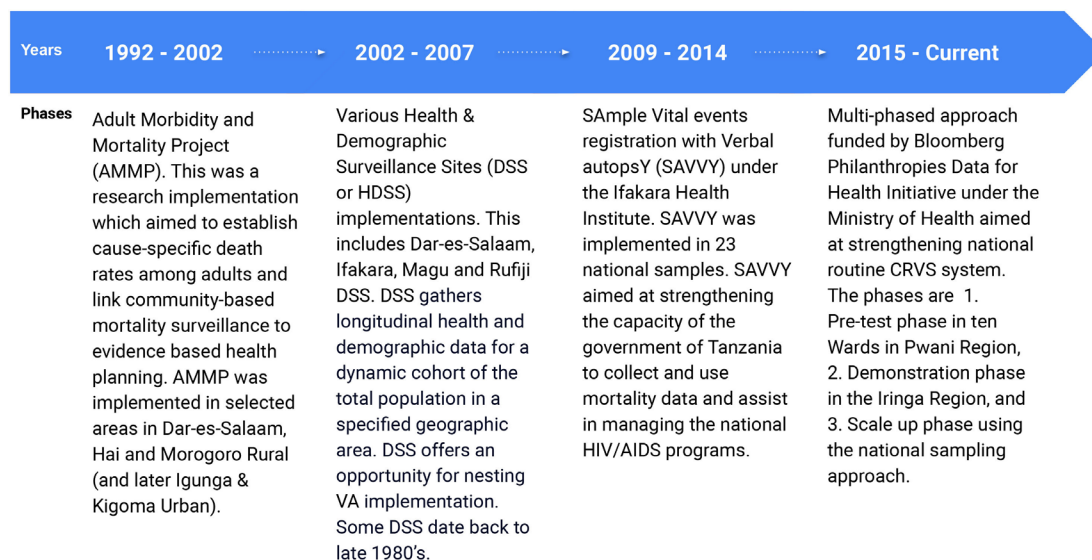 Years
1992 - 2002
2002 - 2007
2009 - 2014
2015 - Current
Phases
Adult Morbidity and
Mortality Project
(AMMP). This was a
research implementation
which aimed to establish
cause-specific death
rates among adults and
link community-based
mortality surveillance to
evidence based health
planning. AMMP was
implemented in selected
areas in Dar-es-Salaam,
Hai and Morogoro Rural
(and later Igunga &
Kigoma Urban).
Various Health &
Demographic
Surveillance Sites (DSS
or HDSS)
implementations. This
includes Dar-es-Salaam,
Ifakara, Magu and Rufiji
DSS. DSS gathers
longitudinal health and
demographic data for a
dynamic cohort of the
total population in a
specified geographic
area. DSS offers an
opportunity for nesting
VA implementation.
Some DSS date back to
late 1980's.
SAmple Vital events
registration with Verbal
autopsY (SAVVY) under
the Ifakara Health
Institute. SAVVY was
implemented in 23
national samples. SAVVY
aimed at strengthening
the capacity of the
government of Tanzania
to collect and use
mortality data and assist
in managing the national
HIV/AIDS programs.
Multi-phased approach
funded by Bloomberg
Philanthropies Data for
Health Initiative under the
Ministry of Health aimed
at strengthening national
routine CRVS system.
The phases are 1.
Pre-test phase in ten
Wards in Pwani Region,
2. Demonstration phase
in the Iringa Region, and
3. Scale up phase using
the national sampling
approach.